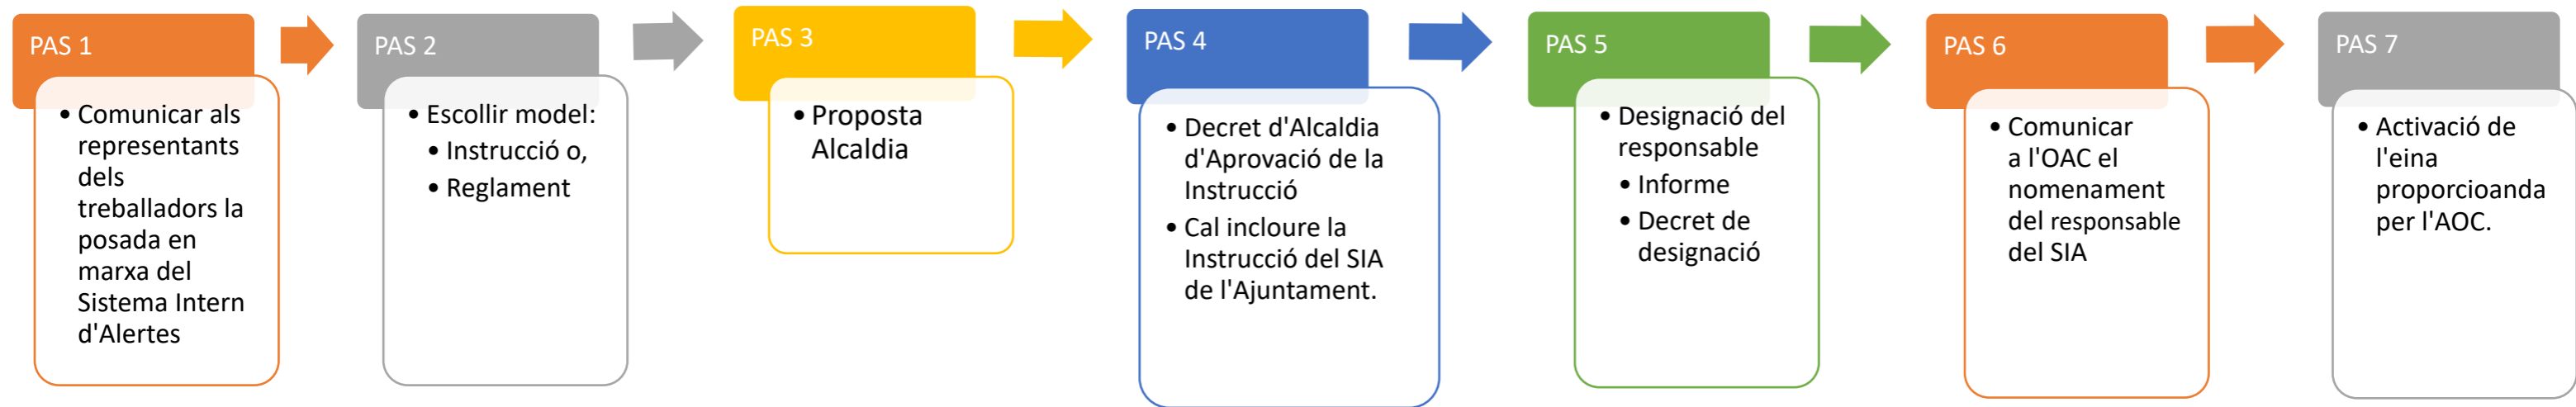 PAS 1
• Comunicar als
representants
dels
treballadors la
posada en
marxa del
Sistema Intern
d'Alertes
PAS 2
• Escollir model:
• Instrucció o,
• Reglament
PAS 3
• Proposta
Alcaldia
PAS 4
• Decret d'Alcaldia
d'Aprovació de la
Instrucció
• Cal incloure la
Instrucció del SIA
de l'Ajuntament.
PAS 5
• Designació del
responsable
• Informe
• Decret de
designació
PAS 6
• Comunicar
a l'OAC el
nomenament
del responsable
del SIA
PAS 7
• Activació de
l'eina
proporcioanda
per l'AOC.